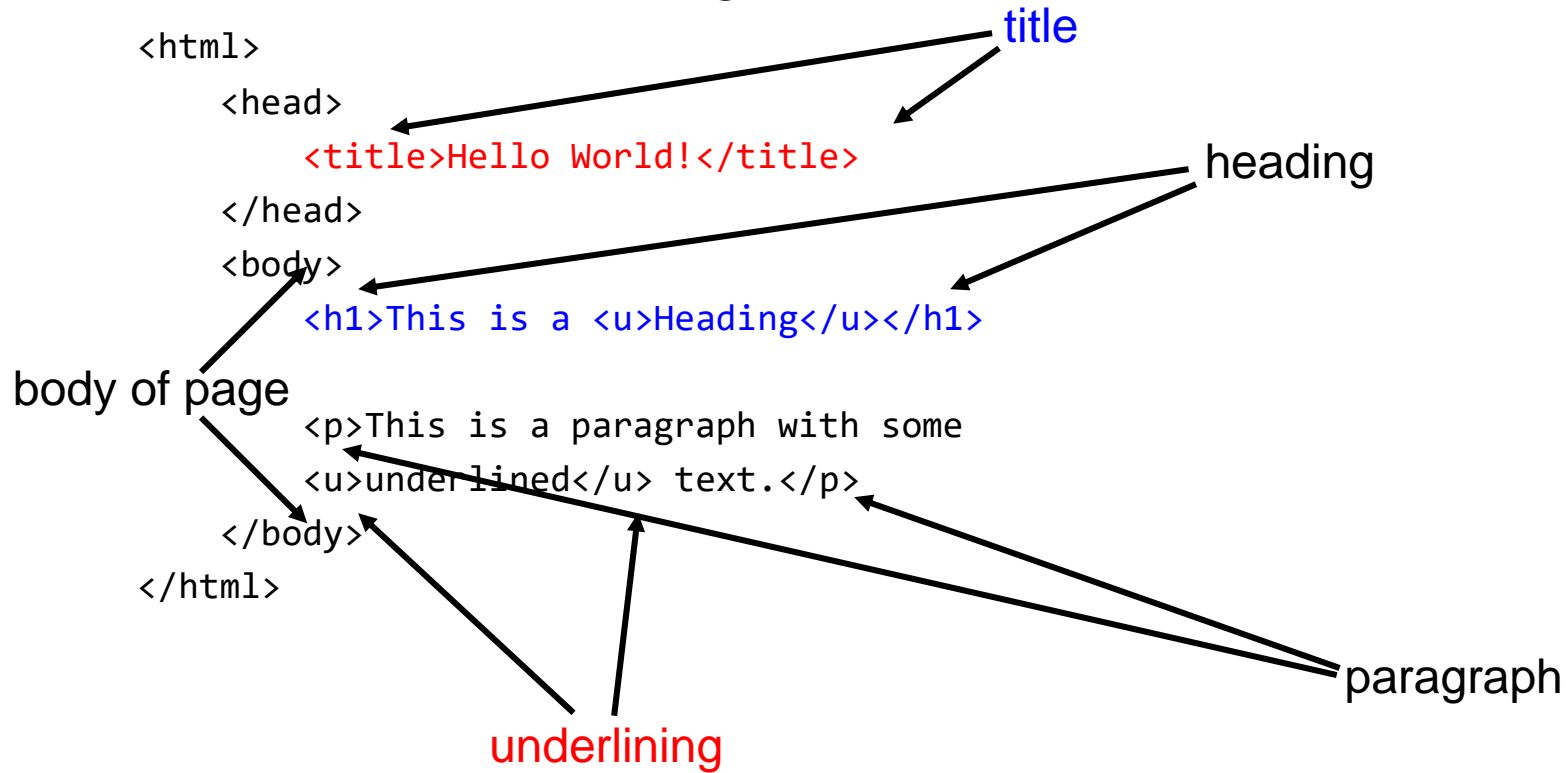 title
<html>
<head>
<title>Hello World!</title>
heading
</head>
<body>
<h1>This is a <u>Heading</u></h1>
body of page
<p>This is a paragraph with some
<u>underlined</u> text.</p>
</body>
</html>
paragraph
underlining